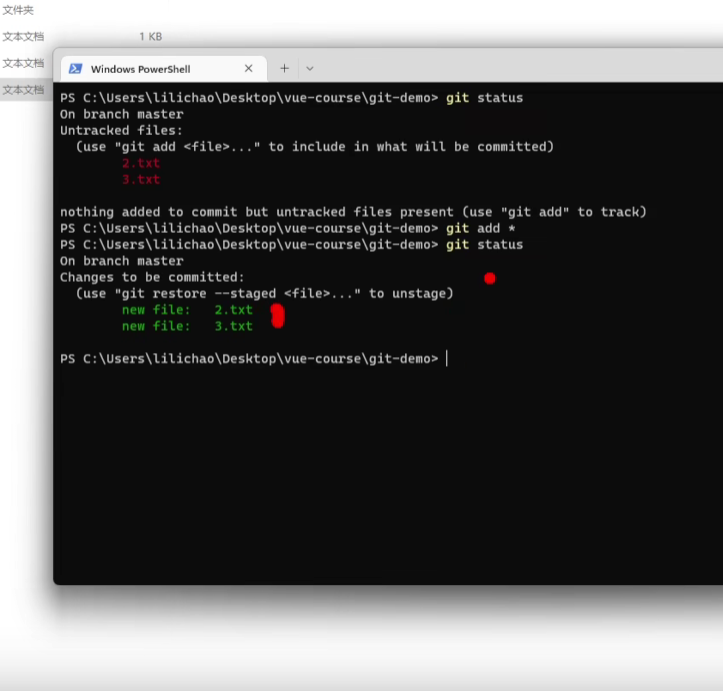 文件夹
文本文档 1 KB
文本文档
文本文档
Windows PowerShell
PS C:\Users\lilichao\Desktop\vue-course\git-demo> git status
On branch master
Untracked files:
  (use "git add <file>..." to include in what will be committed)
        2.txt
        3.txt
nothing added to commit but untracked files present (use "git add" to track)
PS C:\Users\lilichao\Desktop\vue-course\git-demo> git add *
PS C:\Users\lilichao\Desktop\vue-course\git-demo> git status
On branch master
Changes to be committed:
  (use "git restore --staged <file>..." to unstage)
        new file:   2.txt
        new file:   3.txt
PS C:\Users\lilichao\Desktop\vue-course\git-demo>